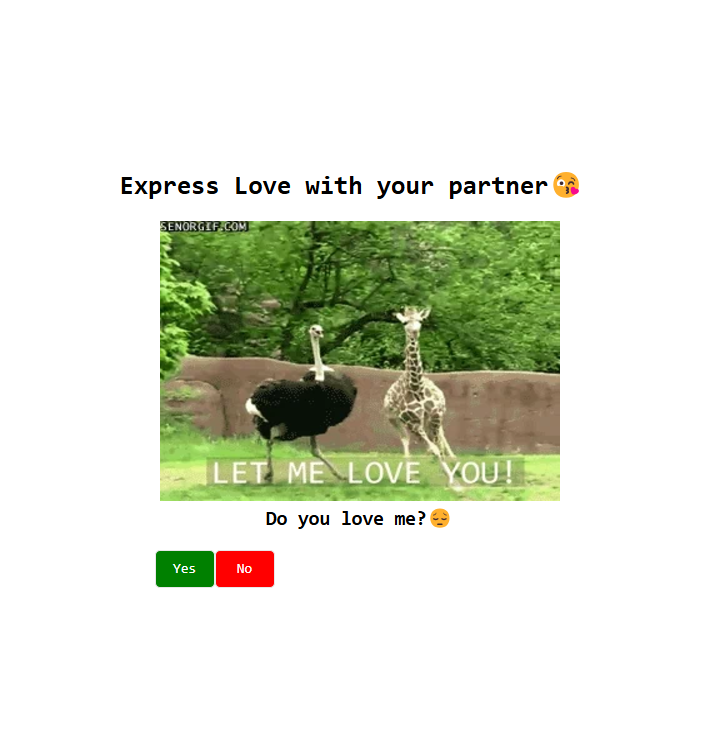 Express Love with your partner😘
SENORGIF.COM
LET ME LOVE YOU!
Do you love me?😔
Yes
No